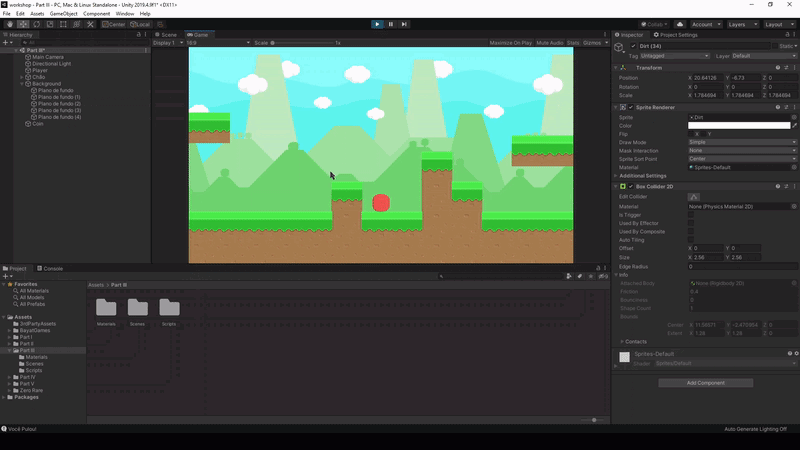 workshop - Part III - PC, Mac & Linux Standalone - Unity 2019.4.9f1* <DX11>
File Edit Assets GameObject Component Window Help
Center Local Collab Account Layers Layout
Hierarchy Scene Game Inspector Project Settings
All Display 1 16:9 Scale 1x Maximize On Play Mute Audio Stats Gizmos
Part III*
Main Camera
Directional Light
Player
Chão
Background
Plano de fundo
Plano de fundo (1)
Plano de fundo (2)
Plano de fundo (3)
Plano de fundo (4)
Coin
Dirt (34) Static
Tag Untagged Layer Default
Transform
Position X 20.64126 Y -6.73 Z 0
Rotation X 0 Y 0 Z 0
Scale X 1.784694 Y 1.784694 Z 1.784694
Sprite Renderer
Sprite Dirt
Color
Flip X Y
Draw Mode Simple
Mask Interaction None
Sprite Sort Point Center
Material Sprites-Default
Additional Settings
Box Collider 2D
Edit Collider
Material None (Physics Material 2D)
Is Trigger
Used By Effector
Used By Composite
Auto Tiling
Offset X 0 Y 0
Size X 2.56 Y 2.56
Edge Radius 0
Info
Attached Body None (Rigidbody 2D)
Friction 0.4
Bounciness 0
Shape Count 1
Bounds
Center X Y Z 0
Extent X 1.28 Y 1.28 Z 0
Contacts
Sprites-Default
Shader Sprites/Default
Add Component
Project Console
Favorites
All Materials
All Models
All Prefabs
Assets
3rdPartyAssets
BayatGames
Part I
Part II
Part III
Materials
Scenes
Scripts
Part IV
Part V
Zero Rare
Packages
Assets > Part III
Materials Scenes Scripts
Você Pulou! Auto Generate Lighting Off